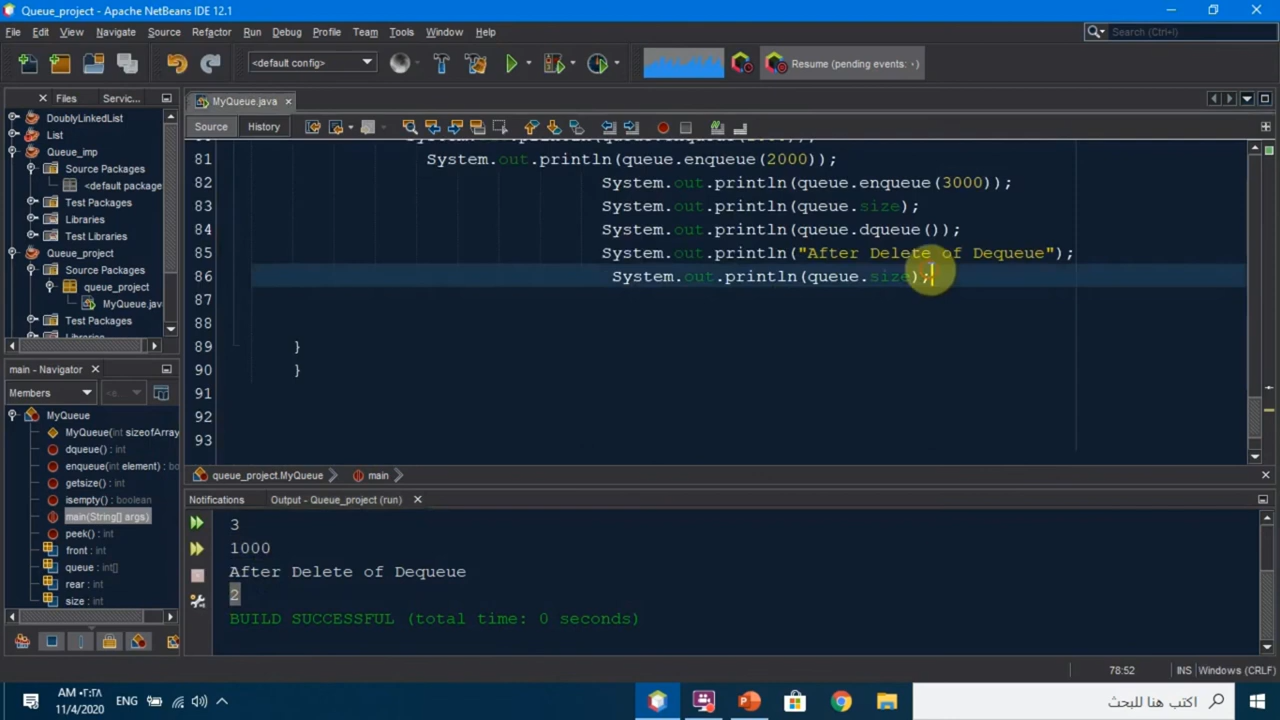 Queue_project - Apache NetBeans IDE 12.1
File Edit View Navigate Source Refactor Run Debug Profile Team Tools Window Help
Search (Ctrl+I)
<default config>
Resume (pending events: ٠)
Files Servic...
MyQueue.java
DoublyLinkedList
List
Queue_imp
Source Packages
<default package
Test Packages
Libraries
Test Libraries
Queue_project
Source Packages
queue_project
MyQueue.java
Test Packages
Libraries
Source History
81 System.out.println(queue.enqueue(2000));
82 System.out.println(queue.enqueue(3000));
83 System.out.println(queue.size);
84 System.out.println(queue.dqueue());
85 System.out.println("After Delete of Dequeue");
86 System.out.println(queue.size);
87
88
89 }
90 }
91
92
93
main - Navigator
Members
MyQueue
MyQueue(int sizeofArray
dqueue() : int
enqueue(int element) : bo
getsize() : int
isempty() : boolean
main(String[] args)
peek() : int
front : int
queue : int[]
rear : int
size : int
queue_project.MyQueue main
Notifications Output - Queue_project (run)
3
1000
After Delete of Dequeue
2
BUILD SUCCESSFUL (total time: 0 seconds)
78:52 INS Windows (CRLF)
AM ٠٢:٢٨
11/4/2020
ENG
اكتب هنا للبحث